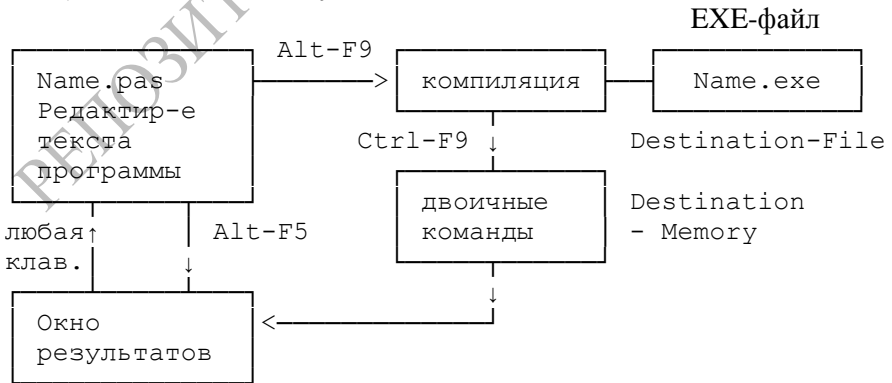 EXE-файл
Alt-F9
Name.pas > компиляция Name.exe
Редактир-е
текста Ctrl-F9 ↓ Destination-File
программы
двоичные Destination
любая↑ Alt-F5 команды - Memory
клав. ↓
↓
Окно <
результатов
РЕПОЗИТ